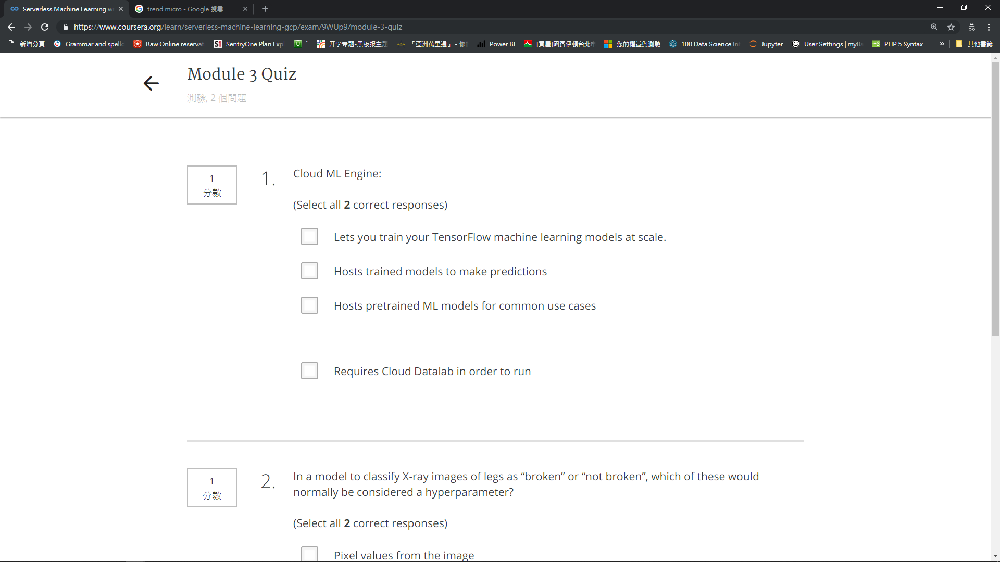 Serverless Machine Learning wi
trend micro - Google 搜尋
https://www.coursera.org/learn/serverless-machine-learning-gcp/exam/9WUp9/module-3-quiz
新增分頁
Grammar and spellc
Raw Online reservat
S1 SentryOne Plan Expl
U `
开学专题-黑板报主题
「亞洲萬里通」 - 你的
Power BI
[買屋]國賓伊頓台北市
您的權益與測驗
100 Data Science Int
Jupyter
User Settings | myBa
w3 PHP 5 Syntax
»
其他書籤
Module 3 Quiz
測驗, 2 個問題
1
分數
1.
Cloud ML Engine:
(Select all 2 correct responses)
Lets you train your TensorFlow machine learning models at scale.
Hosts trained models to make predictions
Hosts pretrained ML models for common use cases
Requires Cloud Datalab in order to run
1
分數
2.
In a model to classify X-ray images of legs as “broken” or “not broken”, which of these would
normally be considered a hyperparameter?
(Select all 2 correct responses)
Pixel values from the image